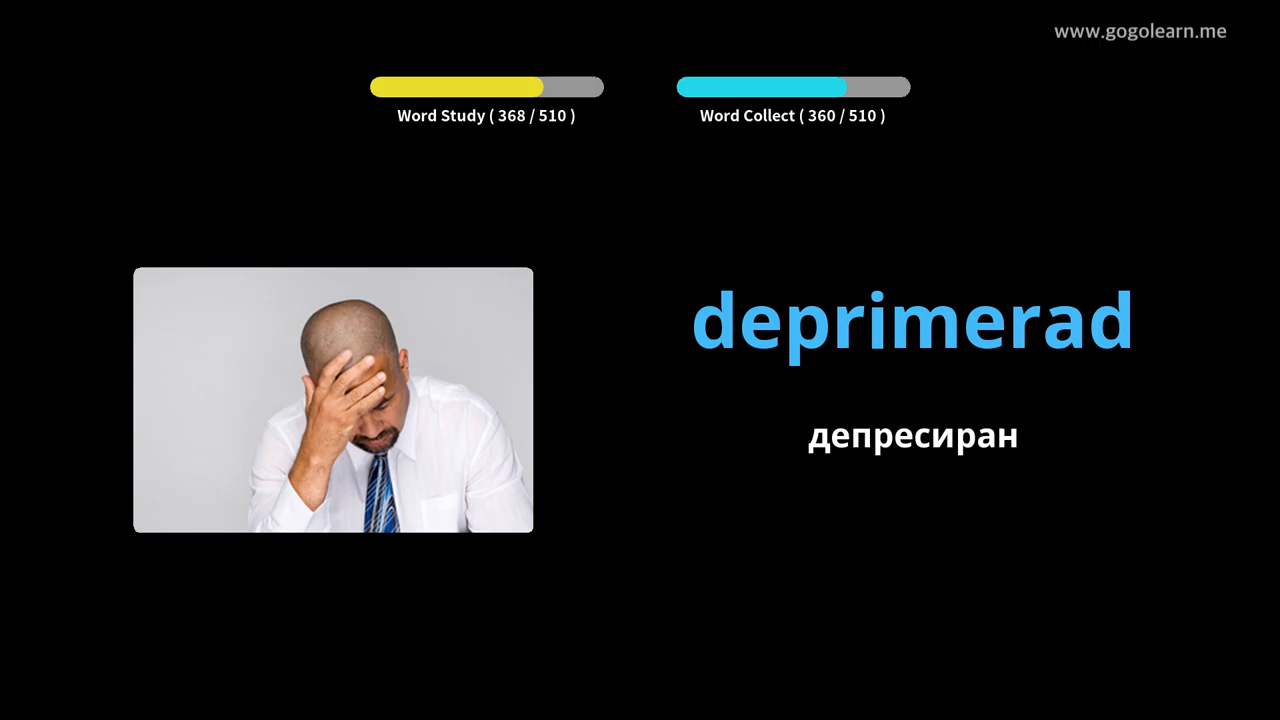 www.gogolearn.me
Word Study ( 368 / 510 )
Word Collect ( 360 / 510 )
deprimerad
депресиран